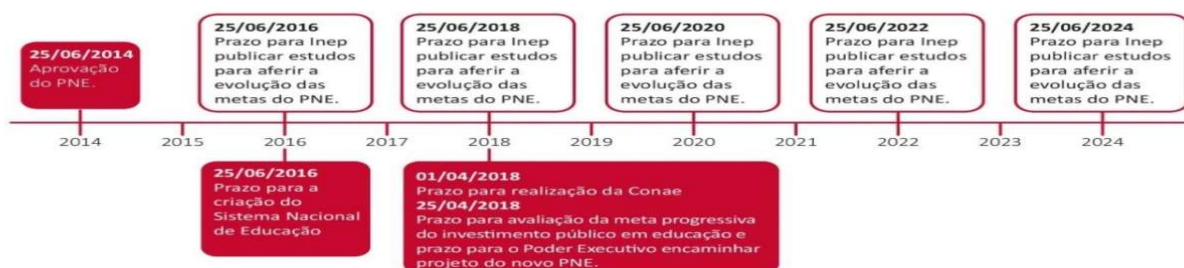 25/06/2014
Aprovação
do PNE.
25/06/2016
Prazo para Inep
publicar estudos
para aferir a
evolução das
metas do PNE.
25/06/2018
Prazo para Inep
publicar estudos
para aferir a
evolução das
metas do PNE.
25/06/2020
Prazo para Inep
publicar estudos
para aferir a
evolução das
metas do PNE.
25/06/2022
Prazo para Inep
publicar estudos
para aferir a
evolução das
metas do PNE.
25/06/2024
Prazo para Inep
publicar estudos
para aferir a
evolução das
metas do PNE.
2014 2015 2016 2017 2018 2019 2020 2021 2022 2023 2024
25/06/2016
Prazo para a
criação do
Sistema Nacional
de Educação
01/04/2018
Prazo para realização da Conae
25/04/2018
Prazo para avaliação da meta progressiva
do investimento público em educação e
prazo para o Poder Executivo encaminhar
projeto do novo PNE.